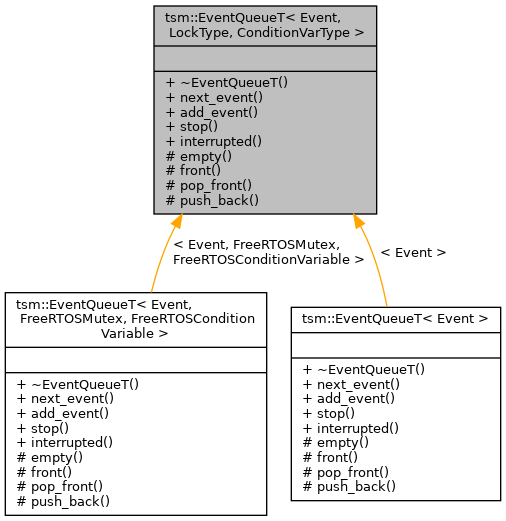 tsm::EventQueueT< Event,
LockType, ConditionVarType >
+ ~EventQueueT()
+ next_event()
+ add_event()
+ stop()
+ interrupted()
# empty()
# front()
# pop_front()
# push_back()
< Event, FreeRTOSMutex,
FreeRTOSConditionVariable >
< Event >
tsm::EventQueueT< Event,
FreeRTOSMutex, FreeRTOSCondition
Variable >
+ ~EventQueueT()
+ next_event()
+ add_event()
+ stop()
+ interrupted()
# empty()
# front()
# pop_front()
# push_back()
tsm::EventQueueT< Event >
+ ~EventQueueT()
+ next_event()
+ add_event()
+ stop()
+ interrupted()
# empty()
# front()
# pop_front()
# push_back()